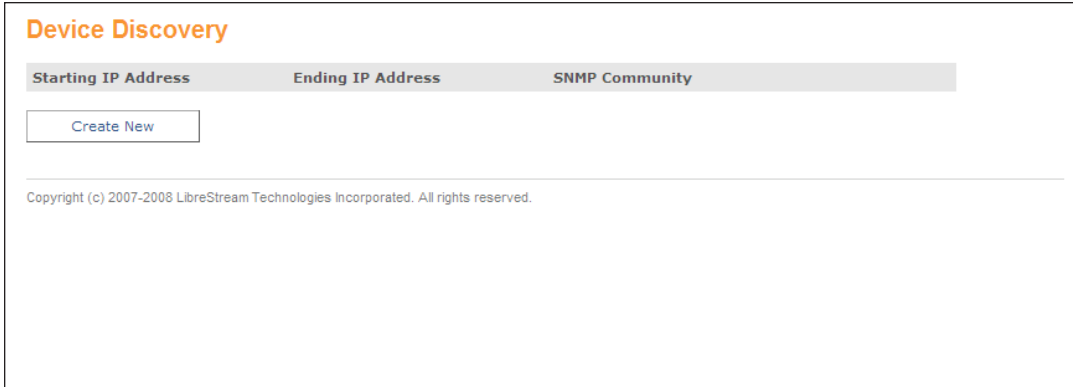 Device Discovery
Starting IP Address Ending IP Address SNMP Community
Create New
Copyright (c) 2007-2008 LibreStream Technologies Incorporated. All rights reserved.